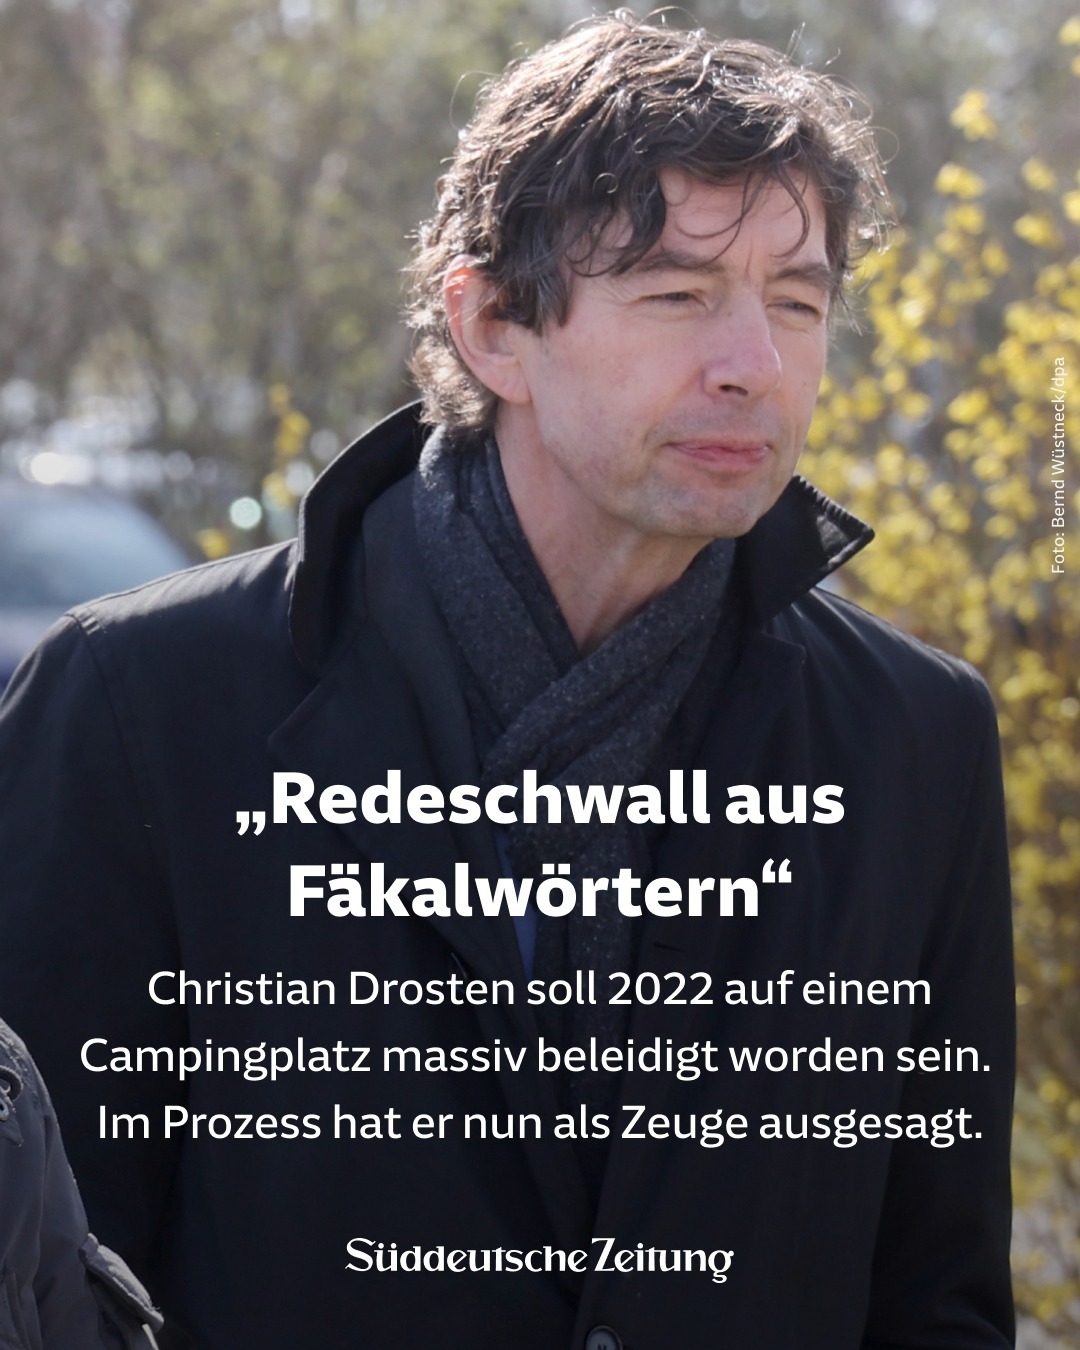 „Redeschwall aus
Fäkalwörtern“
Christian Drosten soll 2022 auf einem
Campingplatz massiv beleidigt worden sein.
Im Prozess hat er nun als Zeuge ausgesagt.
Süddeutsche Zeitung
Foto: Bernd Wüstneck/dpa